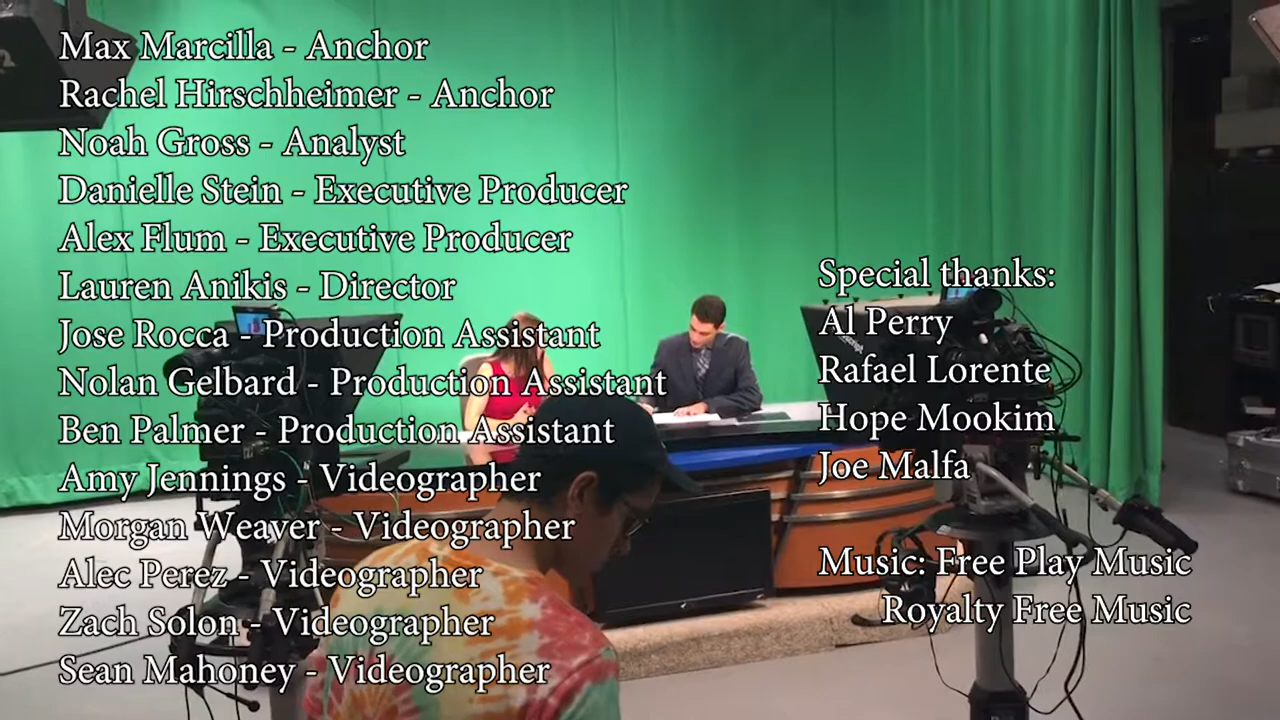 Max Marcilla - Anchor
Rachel Hirschheimer - Anchor
Noah Gross - Analyst
Danielle Stein - Executive Producer
Alex Flum - Executive Producer
Lauren Anikis - Director
Jose Rocca - Production Assistant
Nolan Gelbard - Production Assistant
Ben Palmer - Production Assistant
Amy Jennings - Videographer
Morgan Weaver - Videographer
Alec Perez - Videographer
Zach Solon - Videographer
Sean Mahoney - Videographer
Special thanks:
Al Perry
Rafael Lorente
Hope Mookim
Joe Malfa
Music: Free Play Music
Royalty Free Music